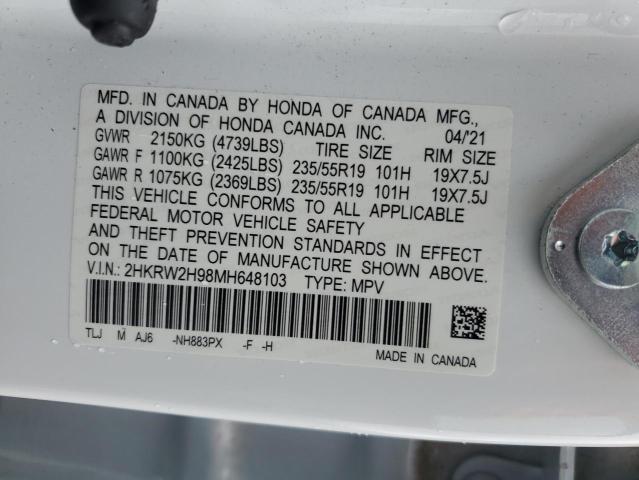 MFD. IN CANADA BY HONDA OF CANADA MFG.,
A DIVISION OF HONDA CANADA INC. 04/'21
GVWR 2150KG (4739LBS) TIRE SIZE RIM SIZE
GAWR F 1100KG (2425LBS) 235/55R19 101H 19X7.5J
GAWR R 1075KG (2369LBS) 235/55R19 101H 19X7.5J
THIS VEHICLE CONFORMS TO ALL APPLICABLE
FEDERAL MOTOR VEHICLE SAFETY
AND THEFT PREVENTION STANDARDS IN EFFECT
ON THE DATE OF MANUFACTURE SHOWN ABOVE.
V.I.N.: 2HKRW2H98MH648103 TYPE: MPV
TLJ M AJ6 -NH883PX -F -H
MADE IN CANADA